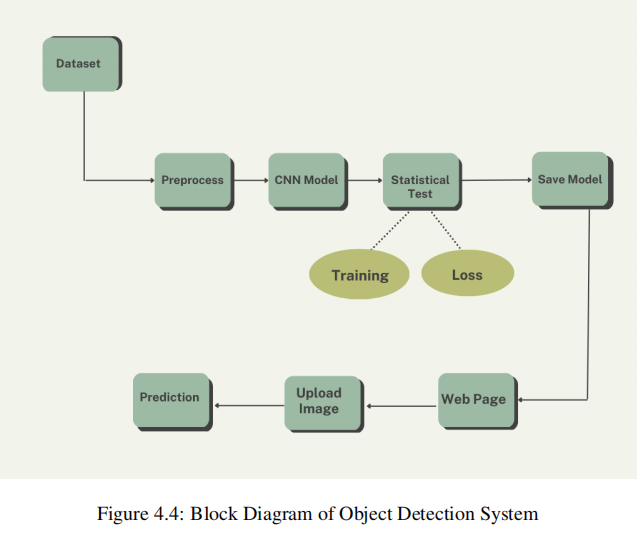 Dataset
Preprocess
CNN Model
Statistical
Test
Save Model
Training
Loss
Prediction
Upload
Image
Web Page
Figure 4.4: Block Diagram of Object Detection System